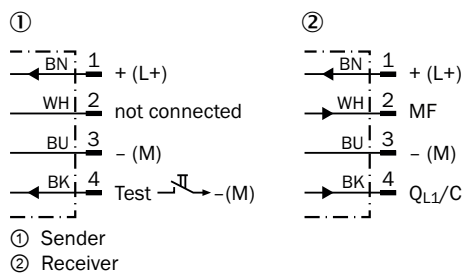 ① ②
BN 1 + (L+) BN 1 + (L+)
WH 2 not connected WH 2 MF
BU 3 – (M) BU 3 – (M)
BK 4 Test –(M) BK 4 QL1/C
① Sender
② Receiver